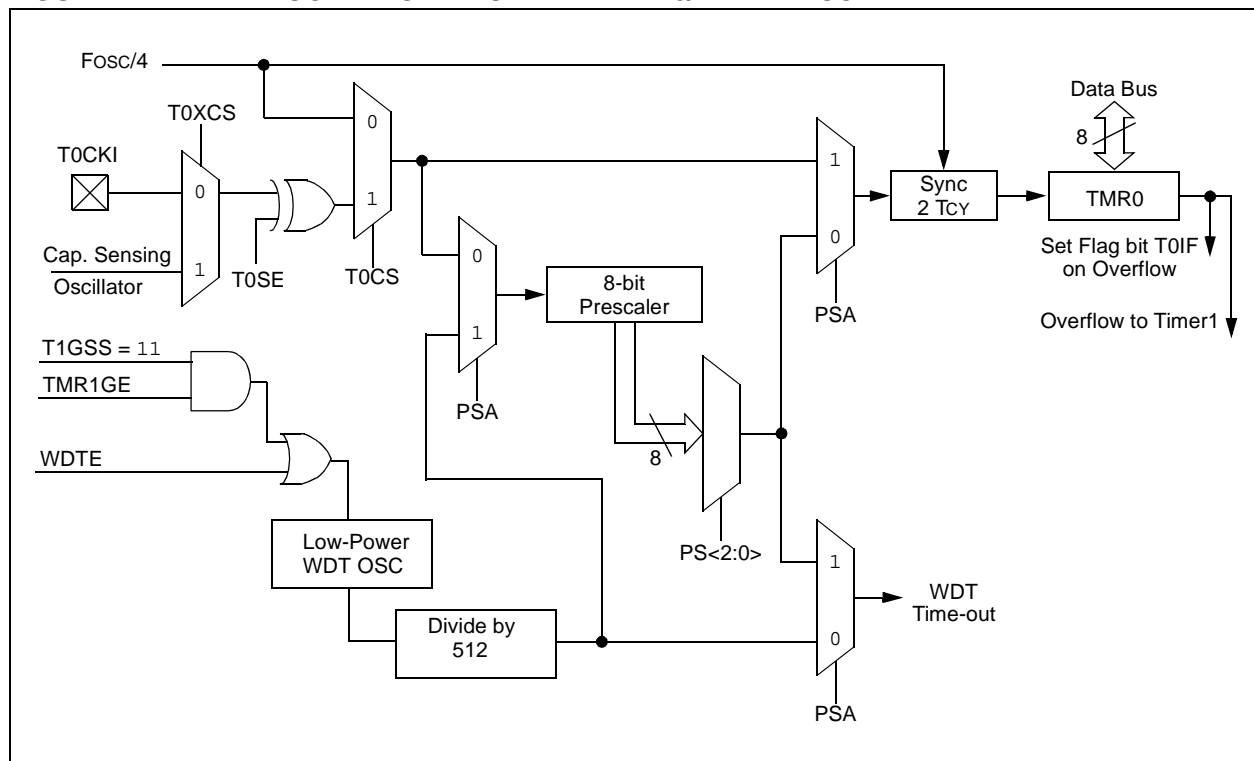 FOSC/4
T0XCS
T0CKI
0
1
Cap. Sensing
Oscillator
T0SE
0
1
T0CS
T1GSS = 11
TMR1GE
WDTE
Low-Power
WDT OSC
Divide by
512
0
1
PSA
8-bit
Prescaler
8
PS<2:0>
1
0
PSA
Sync
2 TCY
Data Bus
8
TMR0
Set Flag bit T0IF
on Overflow
Overflow to Timer1
1
0
PSA
WDT
Time-out